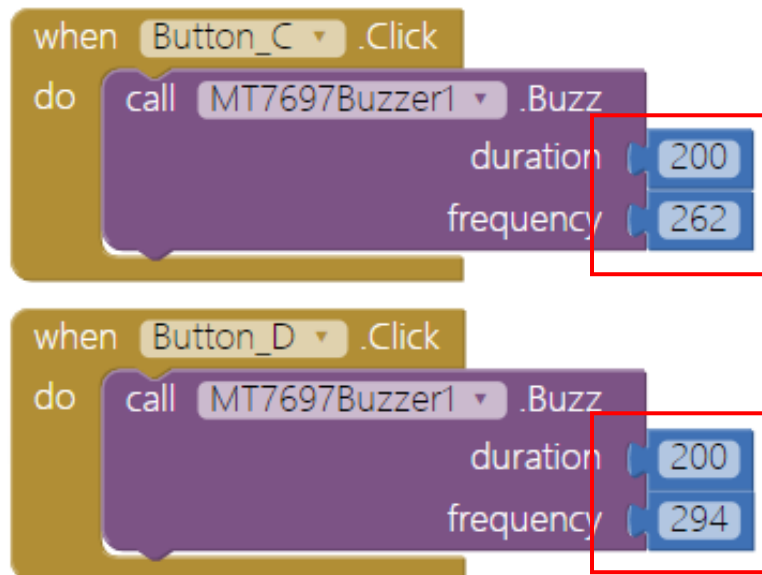 when Button_C .Click
do call MT7697Buzzer1 .Buzz
duration 200
frequency 262
when Button_D .Click
do call MT7697Buzzer1 .Buzz
duration 200
frequency 294